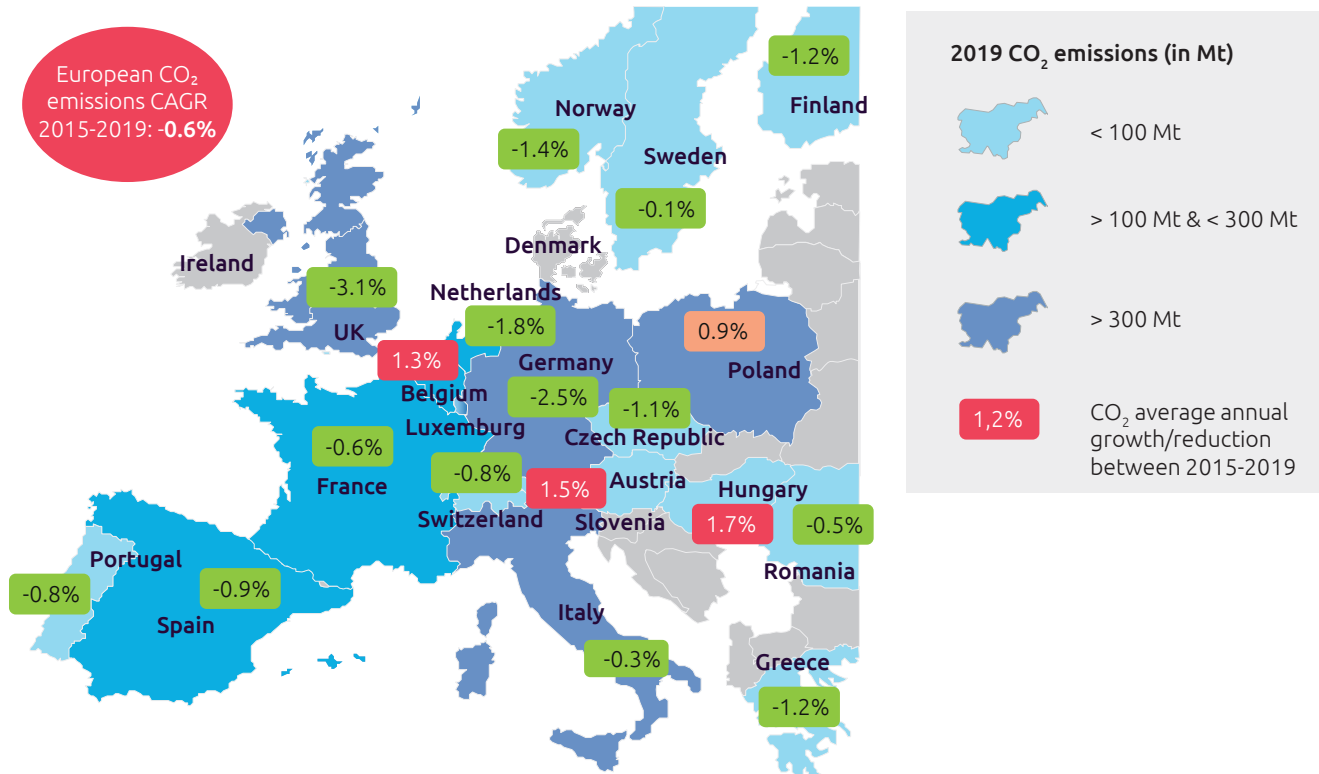 European CO₂
emissions CAGR
2015-2019: -0.6%
-1.2%
Finland
Norway
-1.4%
Sweden
-0.1%
Denmark
Ireland
-3.1%
UK
Netherlands
-1.8%
1.3%
Belgium
Germany
-2.5%
0.9%
Poland
Luxemburg
-1.1%
Czech Republic
-0.6%
France
-0.8%
Switzerland
1.5%
Austria
Slovenia
Hungary
1.7%
-0.5%
Romania
Portugal
-0.8%
-0.9%
Spain
Italy
-0.3%
Greece
-1.2%
2019 CO₂ emissions (in Mt)
< 100 Mt
> 100 Mt & < 300 Mt
> 300 Mt
1,2%
CO₂ average annual
growth/reduction
between 2015-2019